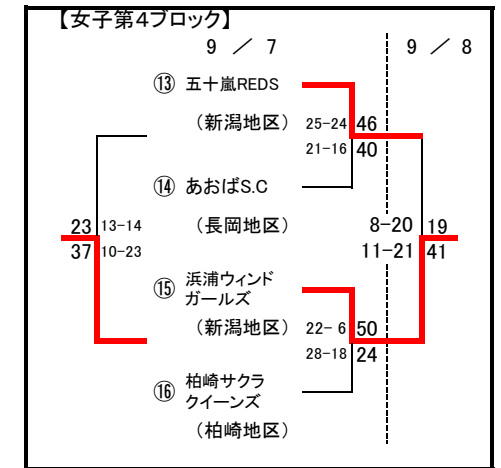 【女子第4ブロック】
9 ／ 7
9 ／ 8
⑬ 五十嵐REDS
（新潟地区） 25-24 46
21-16 40
⑭ あおばS.C
（長岡地区）
23 13-14
37 10-23
8-20 19
11-21 41
⑮ 浜浦ウィンド
ガールズ
（新潟地区） 22- 6 50
28-18 24
⑯ 柏崎サクラ
クイーンズ
（柏崎地区）